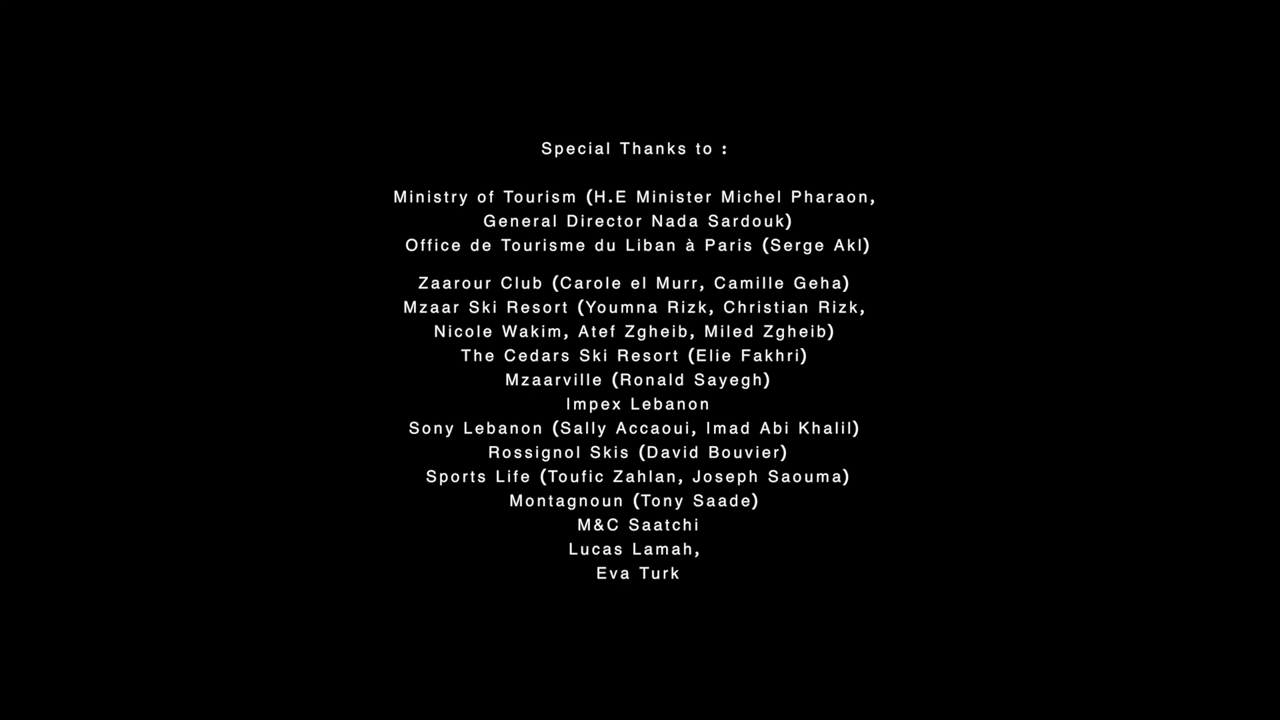 Special Thanks to :
Ministry of Tourism (H.E Minister Michel Pharaon,
General Director Nada Sardouk)
Office de Tourisme du Liban à Paris (Serge Akl)
Zaarour Club (Carole el Murr, Camille Geha)
Mzaar Ski Resort (Youmna Rizk, Christian Rizk,
Nicole Wakim, Atef Zgheib, Miled Zgheib)
The Cedars Ski Resort (Elie Fakhri)
Mzaarville (Ronald Sayegh)
Impex Lebanon
Sony Lebanon (Sally Accaoui, Imad Abi Khalil)
Rossignol Skis (David Bouvier)
Sports Life (Toufic Zahlan, Joseph Saouma)
Montagnoun (Tony Saade)
M&C Saatchi
Lucas Lamah,
Eva Turk